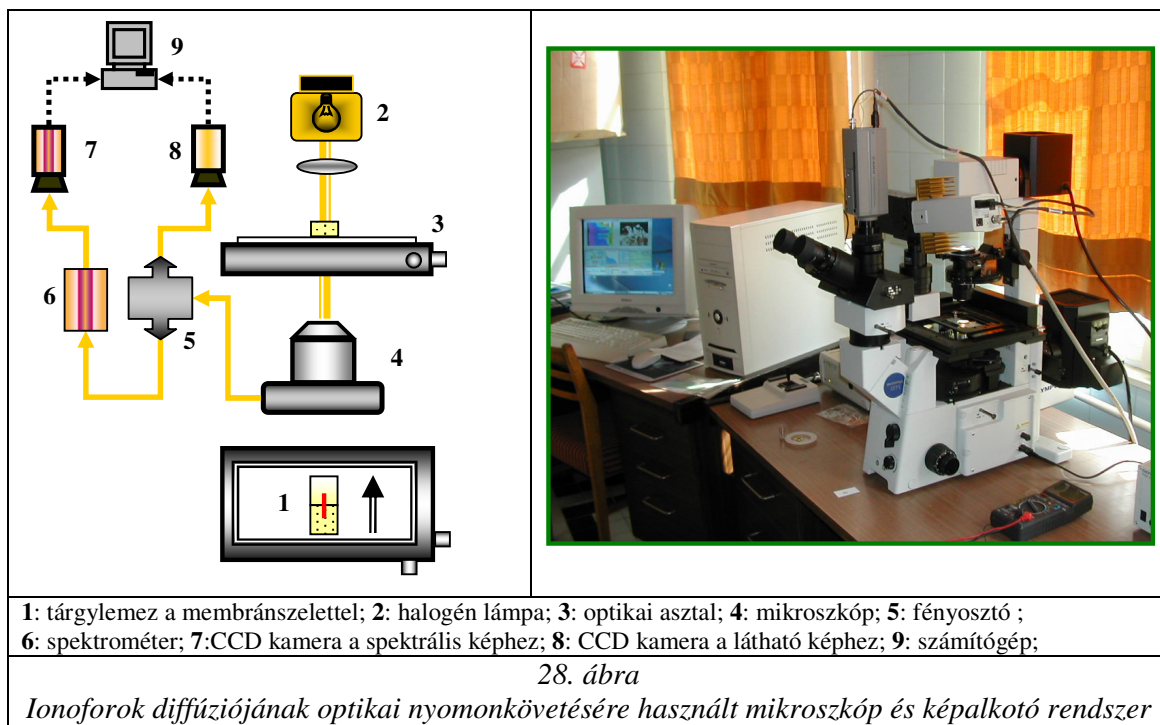 9
2
7
8
3
6
5
4
1
1: tárgylemez a membránszelettel; 2: halogén lámpa; 3: optikai asztal; 4: mikroszkóp; 5: fényosztó ;
6: spektrométer; 7:CCD kamera a spektrális képhez; 8: CCD kamera a látható képhez; 9: számítógép;
28. ábra
Ionoforok diffúziójának optikai nyomonkövetésére használt mikroszkóp és képalkotó rendszer